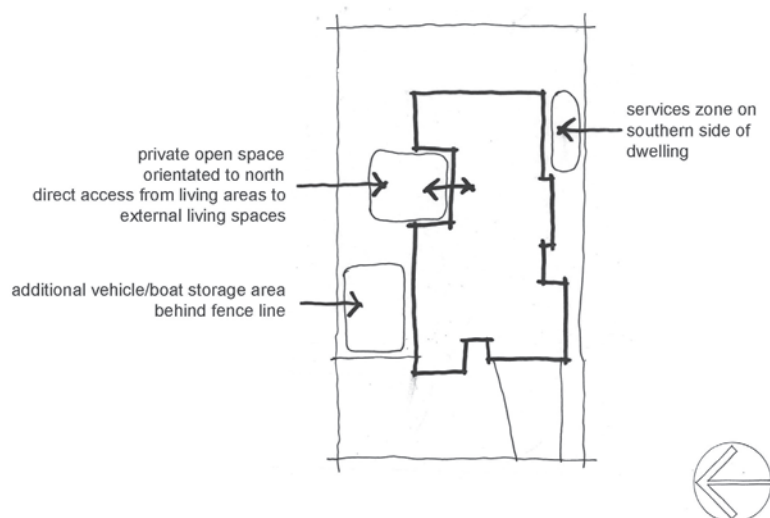 private open space
orientated to north
direct access from living areas to
external living spaces
services zone on
southern side of
dwelling
additional vehicle/boat storage area
behind fence line